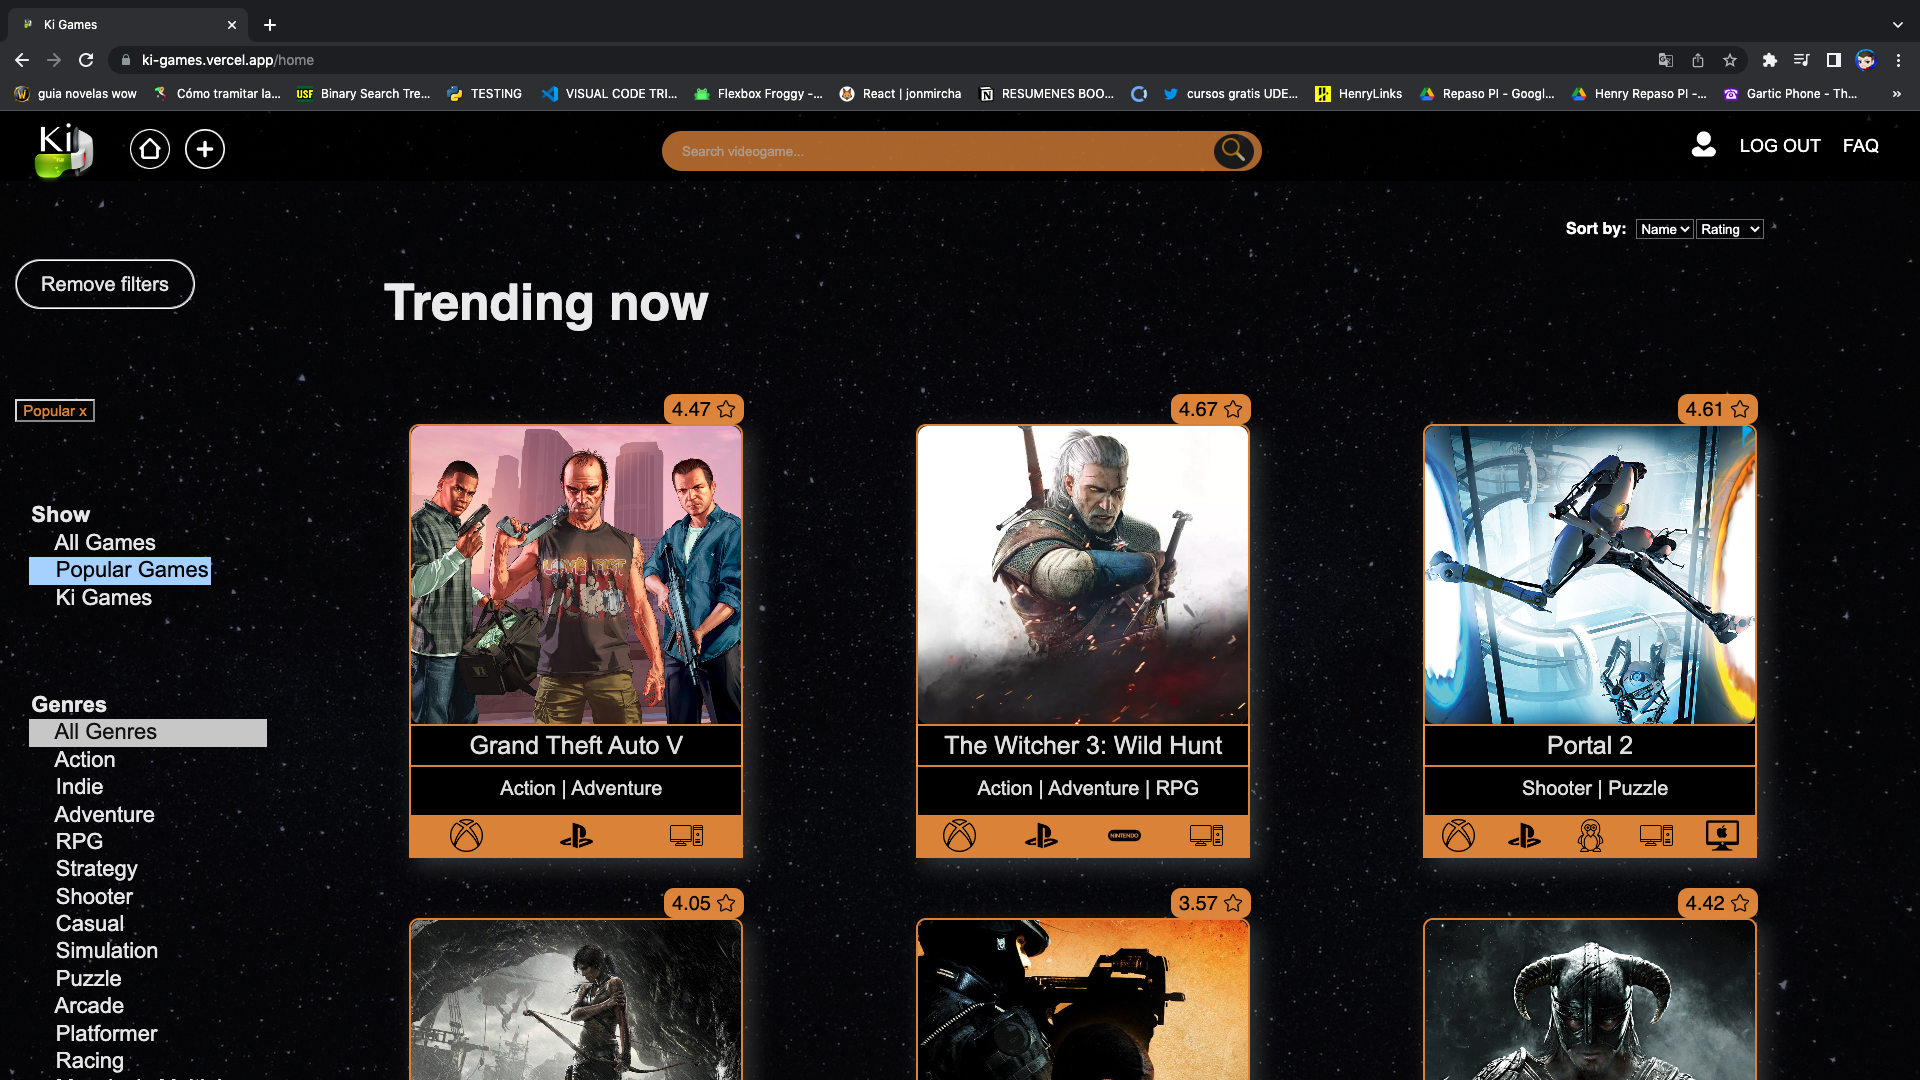 Ki Games
ki-games.vercel.app/home
guia novelas wow
Cómo tramitar la...
USF Binary Search Tre...
TESTING
VISUAL CODE TRI...
Flexbox Froggy -...
React | jonmircha
RESUMENES BOO...
cursos gratis UDE...
HenryLinks
Repaso PI - Googl...
Henry Repaso PI -...
Gartic Phone - Th...
»
Ki
Search videogame...
LOG OUT
FAQ
Sort by: Name Rating
Remove filters
Trending now
Popular x
Show
All Games
Popular Games
Ki Games
Genres
All Genres
Action
Indie
Adventure
RPG
Strategy
Shooter
Casual
Simulation
Puzzle
Arcade
Platformer
Racing
4.47
Grand Theft Auto V
Action | Adventure
4.67
The Witcher 3: Wild Hunt
Action | Adventure | RPG
NINTENDO
4.61
Portal 2
Shooter | Puzzle
4.05
3.57
4.42